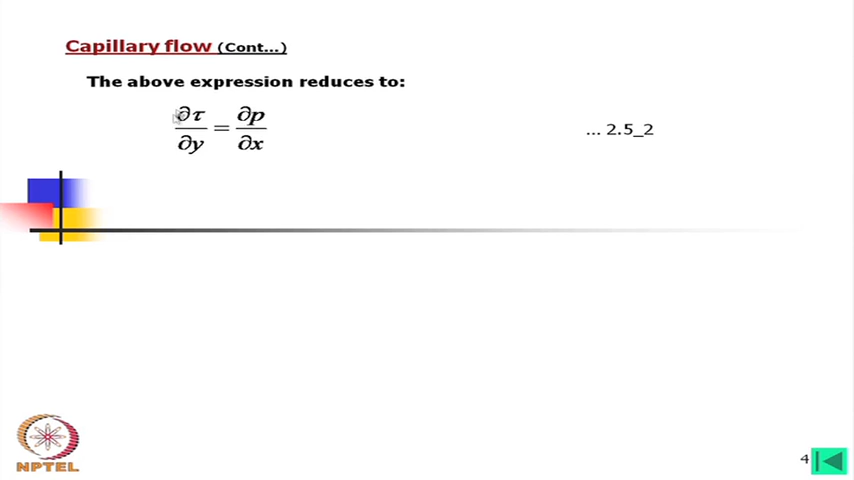 Capillary flow (Cont...)
The above expression reduces to:
∂τ/∂y = ∂p/∂x ... 2.5_2
NPTEL
4